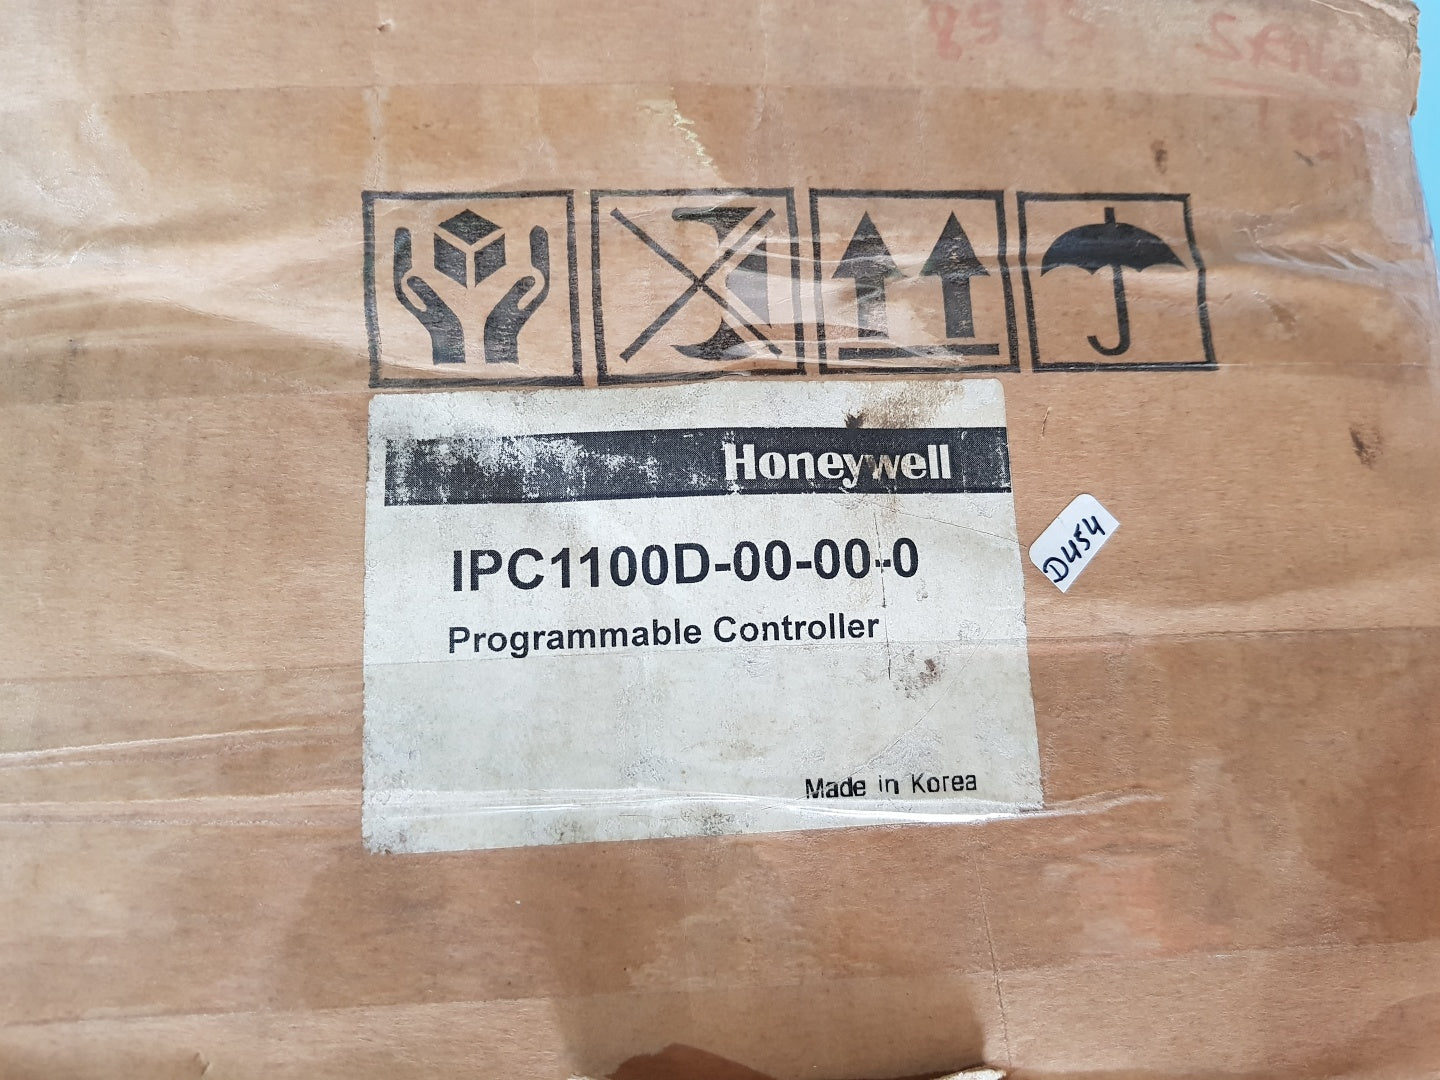 Honeywell
IPC1100D-00-00-0
Programmable Controller
D454
Made in Korea